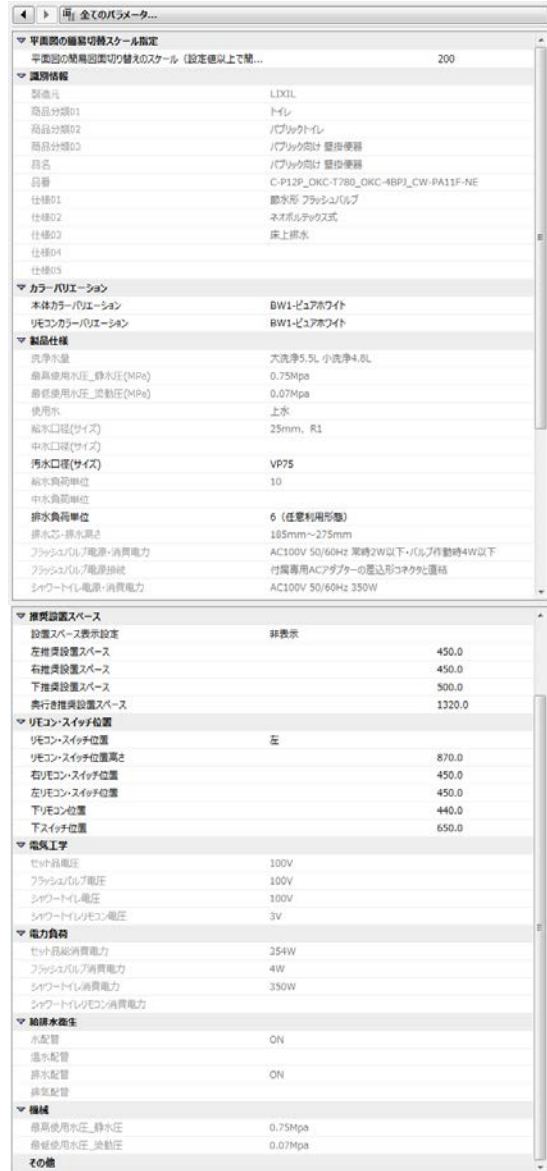 全てのパラメータ...
平面図の簡易切替スケール指定
平面図の簡易図面切り替えのスケール（設定値以上で簡... 200
識別情報
製造元 LIXIL
商品分類01 トイレ
商品分類02 パブリックトイレ
商品分類03 パブリック向け 壁掛便器
品名 パブリック向け 壁掛便器
品番 C-P12P_OKC-T780_OKC-4BPJ_CW-PA11F-NE
仕様01 節水形 フラッシュバルブ
仕様02 ネオボルテックス式
仕様03 床上排水
仕様04
仕様05
カラーバリエーション
本体カラーバリエーション BW1-ピュアホワイト
リモコンカラーバリエーション BW1-ピュアホワイト
製品仕様
洗浄水量 大洗浄5.5L 小洗浄4.8L
最高使用水圧_静水圧(MPa) 0.75Mpa
最低使用水圧_流動圧(MPa) 0.07Mpa
使用水 上水
給水口径(サイズ) 25mm、R1
中水口径(サイズ)
汚水口径(サイズ) VP75
給水負荷単位 10
中水負荷単位
排水負荷単位 6（任意利用形態）
排水芯・排水高さ 185mm～275mm
フラッシュバルブ電源・消費電力 AC100V 50/60Hz 常時2W以下・バルブ作動時4W以下
フラッシュバルブ電源接続 付属専用ACアダプターの差込形コネクタと直結
シャワートイレ電源・消費電力 AC100V 50/60Hz 350W
推奨設置スペース
設置スペース表示設定 非表示
左推奨設置スペース 450.0
右推奨設置スペース 450.0
下推奨設置スペース 500.0
奥行き推奨設置スペース 1320.0
リモコン・スイッチ位置
リモコン・スイッチ位置 左
リモコン・スイッチ位置高さ 870.0
右リモコン・スイッチ位置 450.0
左リモコン・スイッチ位置 450.0
下リモコン位置 440.0
下スイッチ位置 650.0
電気工学
セット品電圧 100V
フラッシュバルブ電圧 100V
シャワートイレ電圧 100V
シャワートイレリモコン電圧 3V
電力負荷
セット品総消費電力 354W
フラッシュバルブ消費電力 4W
シャワートイレ消費電力 350W
シャワートイレリモコン消費電力
給排水衛生
水配管 ON
温水配管
排水配管 ON
排気配管
機械
最高使用水圧_静水圧 0.75Mpa
最低使用水圧_流動圧 0.07Mpa
その他